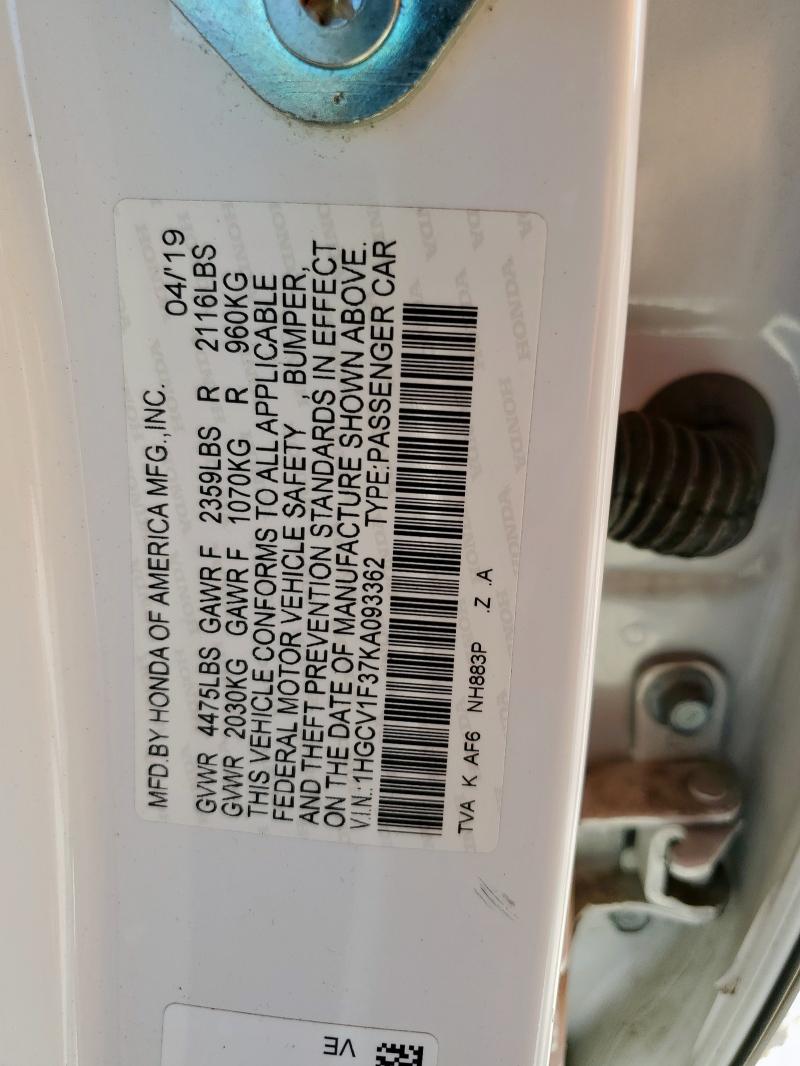 MFD.BY HONDA OF AMERICA MFG.,INC. 04/'19
GVWR 4475LBS GAWR F 2359LBS R 2116LBS
GVWR 2030KG GAWR F 1070KG R 960KG
THIS VEHICLE CONFORMS TO ALL APPLICABLE
FEDERAL MOTOR VEHICLE SAFETY , BUMPER,
AND THEFT PREVENTION STANDARDS IN EFFECT
ON THE DATE OF MANUFACTURE SHOWN ABOVE.
V.I.N.:1HGCV1F37KA093362 TYPE:PASSENGER CAR
TVA K AF6 NH883P .Z .A
VE